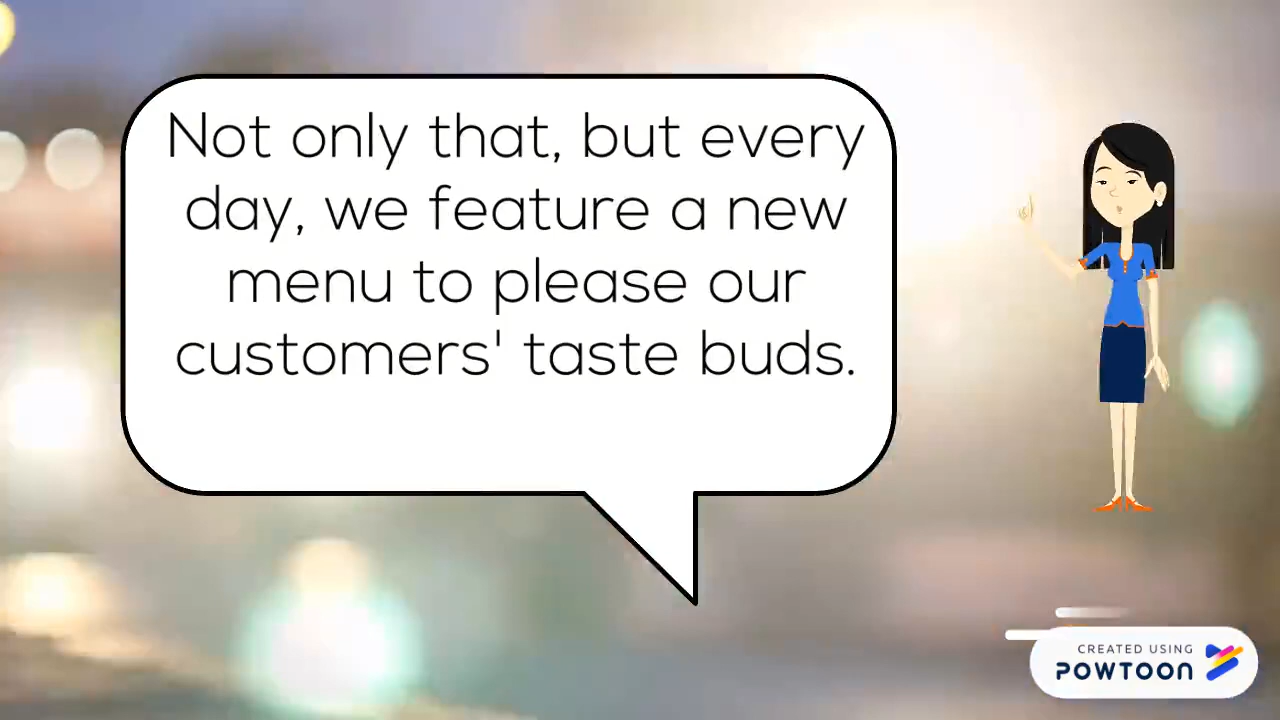 Not only that, but every
day, we feature a new
menu to please our
customers' taste buds.
CREATED USING
POWTOON